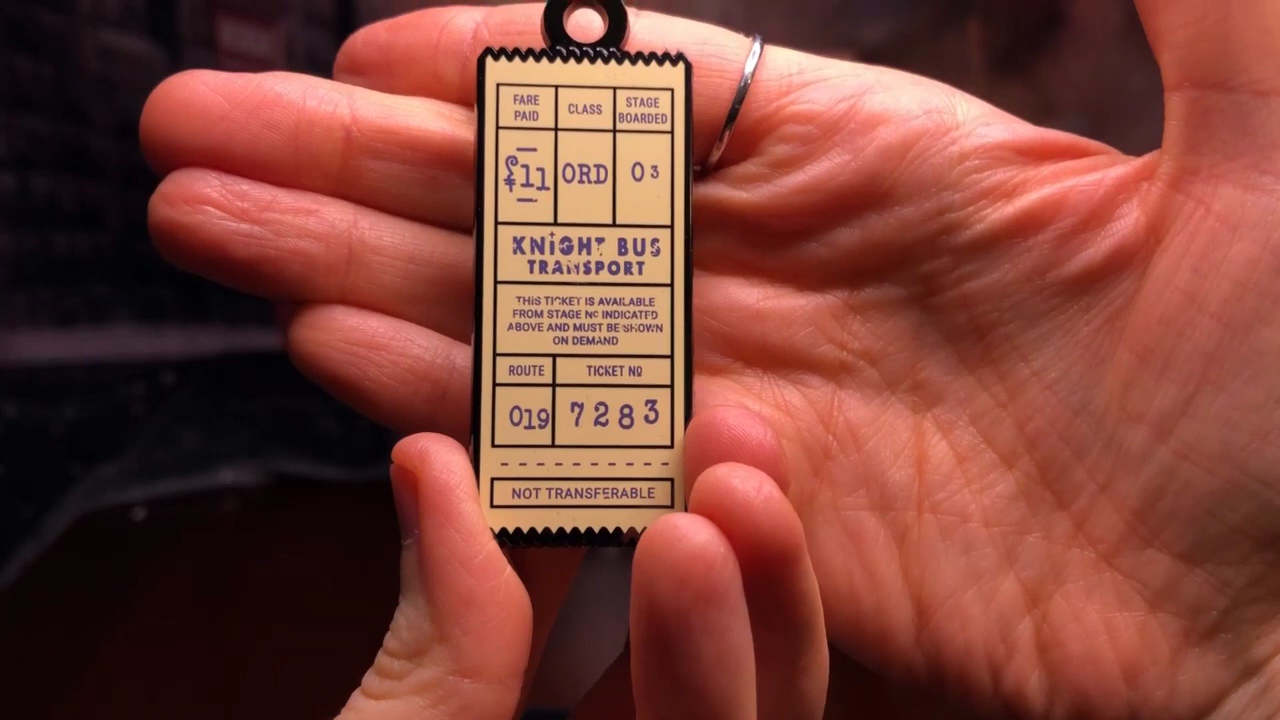 FARE PAID CLASS STAGE BOARDED
£11 ORD 03
KNIGHT BUS
TRANSPORT
THIS TICKET IS AVAILABLE
FROM STAGE Nº INDICATED
ABOVE AND MUST BE SHOWN
ON DEMAND
ROUTE TICKET Nº
019 7283
NOT TRANSFERABLE